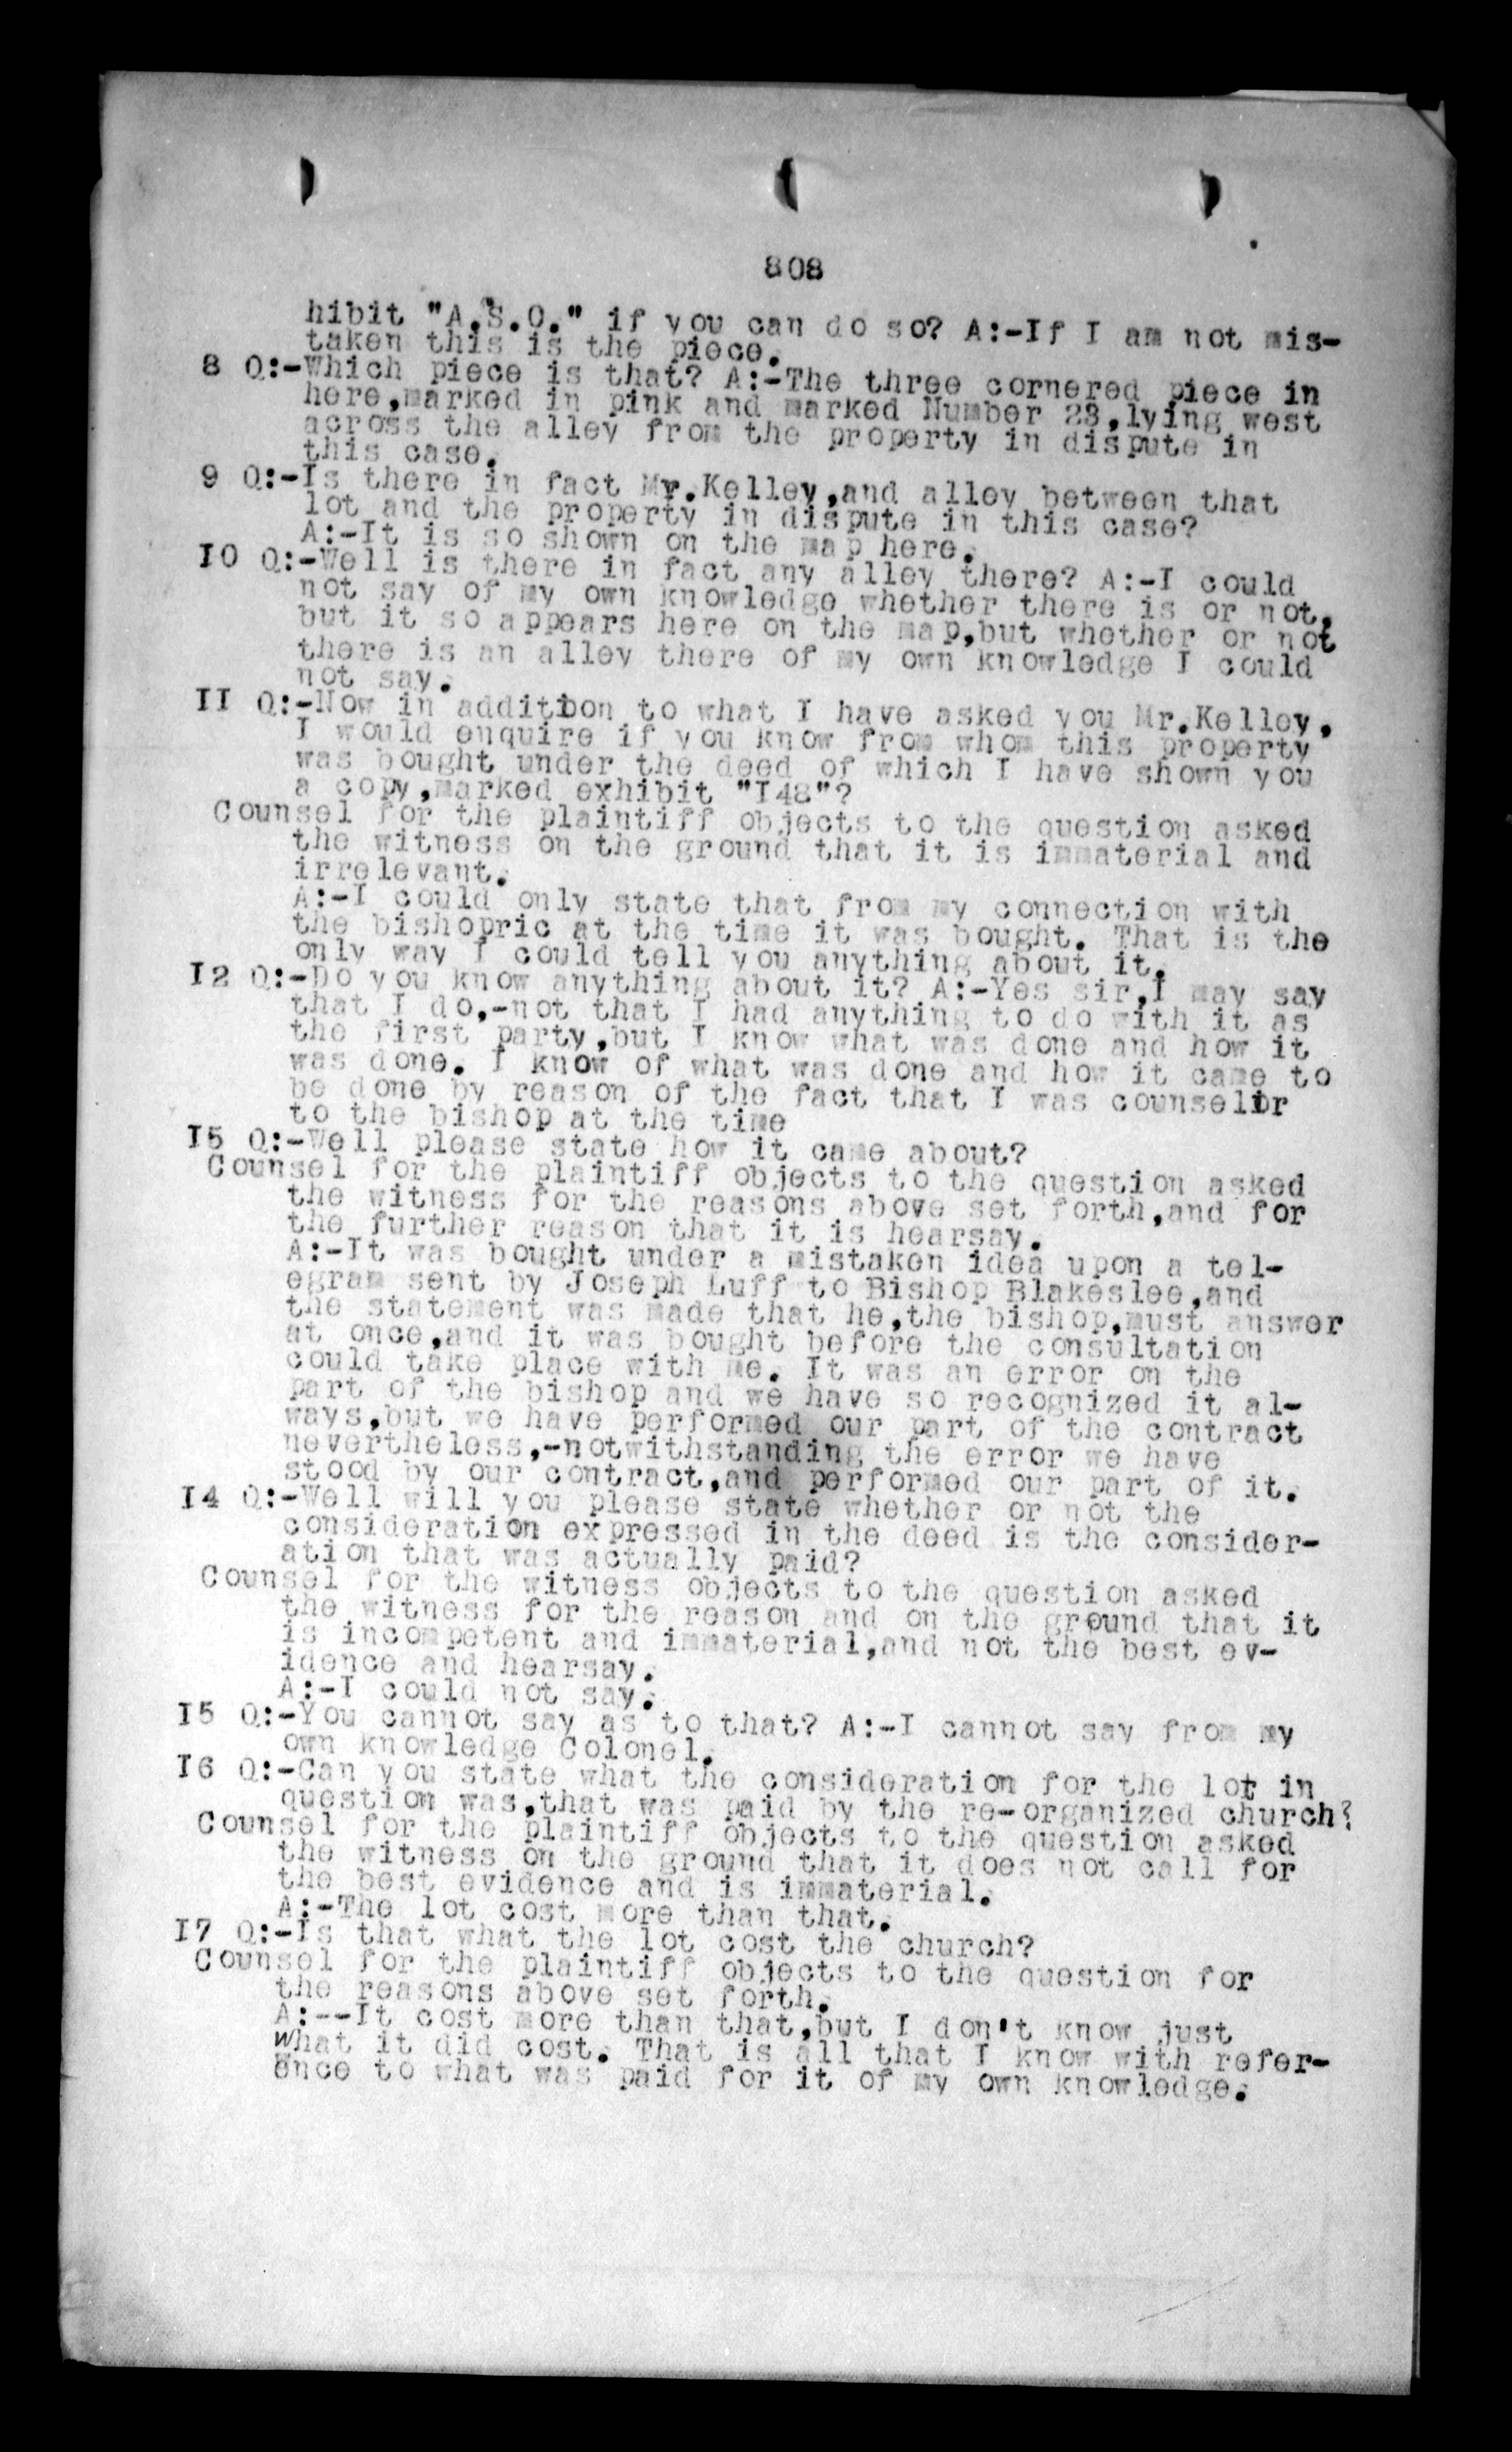 808
hibit "A.S.O." if you can do so? A:-If I am not mis-
taken this is the piece.
8 Q:-Which piece is that? A:-The three cornered piece in
here,marked in pink and marked Number 23,lying west
across the alley from the property in dispute in
this case.
9 Q:-Is there in fact Mr.Kelley,and alley between that
lot and the property in dispute in this case?
A:-It is so shown on the map here.
I0 Q:-Well is there in fact any alley there? A:-I could
not say of my own knowledge whether there is or not,
but it so appears here on the map,but whether or not
there is an alley there of my own knowledge I could
not say.
II Q:-Now in addition to what I have asked you Mr.Kelley,
I would enquire if you know from whom this property
was bought under the deed of which I have shown you
a copy,marked exhibit "I48"?
Counsel for the plaintiff objects to the question asked
the witness on the ground that it is immaterial and
irrelevant.
A:-I could only state that from my connection with
the bishopric at the time it was bought. That is the
only way I could tell you anything about it.
I2 Q:-Do you know anything about it? A:-Yes sir,I may say
that I do,-not that I had anything to do with it as
the first party,but I know what was done and how it
was done. I know of what was done and how it came to
be done by reason of the fact that I was counselor
to the bishop at the time
I5 Q:-Well please state how it came about?
Counsel for the plaintiff objects to the question asked
the witness for the reasons above set forth,and for
the further reason that it is hearsay.
A:-It was bought under a mistaken idea upon a tel-
egram sent by Joseph Luff to Bishop Blakeslee,and
the statement was made that he,the bishop,must answer
at once,and it was bought before the consultation
could take place with me. It was an error on the
part of the bishop and we have so recognized it al-
ways,but we have performed our part of the contract
nevertheless,-notwithstanding the error we have
stood by our contract,and performed our part of it.
I4 Q:-Well will you please state whether or not the
consideration expressed in the deed is the consider-
ation that was actually paid?
Counsel for the witness objects to the question asked
the witness for the reason and on the ground that it
is incompetent and immaterial,and not the best ev-
idence and hearsay.
A:-I could not say.
I5 Q:-You cannot say as to that? A:-I cannot say from my
own knowledge Colonel.
I6 Q:-Can you state what the consideration for the lot in
question was,that was paid by the re-organized church?
Counsel for the plaintiff objects to the question asked
the witness on the ground that it does not call for
the best evidence and is immaterial.
A:-The lot cost more than that.
I7 Q:-Is that what the lot cost the church?
Counsel for the plaintiff objects to the question for
the reasons above set forth.
A:--It cost more than that,but I don't know just
what it did cost. That is all that I know with refer-
ence to what was paid for it of my own knowledge.